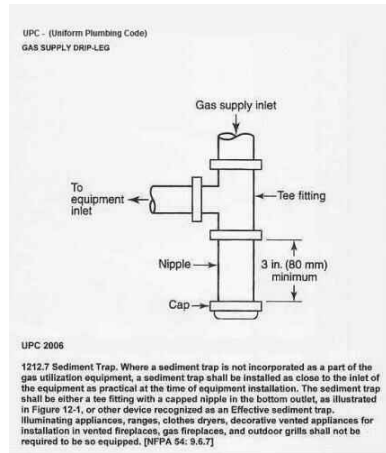 UPC - (Uniform Plumbing Code)
GAS SUPPLY DRIP-LEG
Gas supply inlet
To
equipment
inlet
Tee fitting
Nipple
3 in. (80 mm)
minimum
Cap
UPC 2006
1212.7 Sediment Trap. Where a sediment trap is not incorporated as a part of the
gas utilization equipment, a sediment trap shall be installed as close to the inlet of
the equipment as practical at the time of equipment installation. The sediment trap
shall be either a tee fitting with a capped nipple in the bottom outlet, as illustrated
in Figure 12-1, or other device recognized as an Effective sediment trap.
Illuminating appliances, ranges, clothes dryers, decorative vented appliances for
installation in vented fireplaces, gas fireplaces, and outdoor grills shall not be
required to be so equipped. [NFPA 54: 9.6.7]